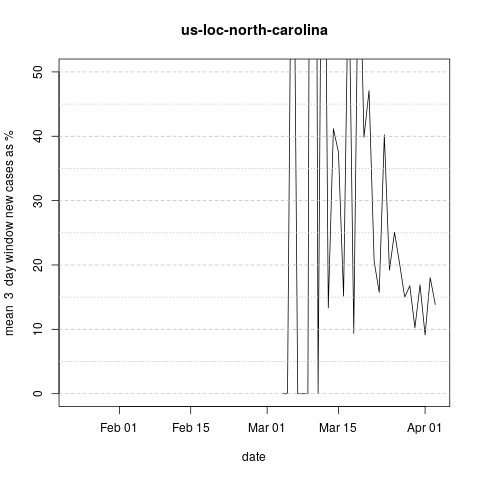 us-loc-north-carolina
mean 3 day window new cases as %
50
40
30
20
10
0
Feb 01 Feb 15 Mar 01 Mar 15 Apr 01
date